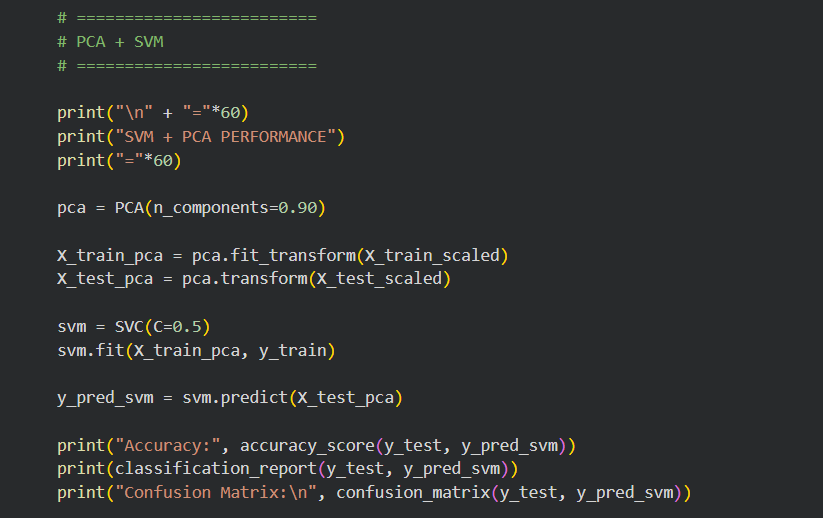 # =========================
# PCA + SVM
# =========================
print("\n" + "="*60)
print("SVM + PCA PERFORMANCE")
print("="*60)
pca = PCA(n_components=0.90)
X_train_pca = pca.fit_transform(X_train_scaled)
X_test_pca = pca.transform(X_test_scaled)
svm = SVC(C=0.5)
svm.fit(X_train_pca, y_train)
y_pred_svm = svm.predict(X_test_pca)
print("Accuracy:", accuracy_score(y_test, y_pred_svm))
print(classification_report(y_test, y_pred_svm))
print("Confusion Matrix:\n", confusion_matrix(y_test, y_pred_svm))